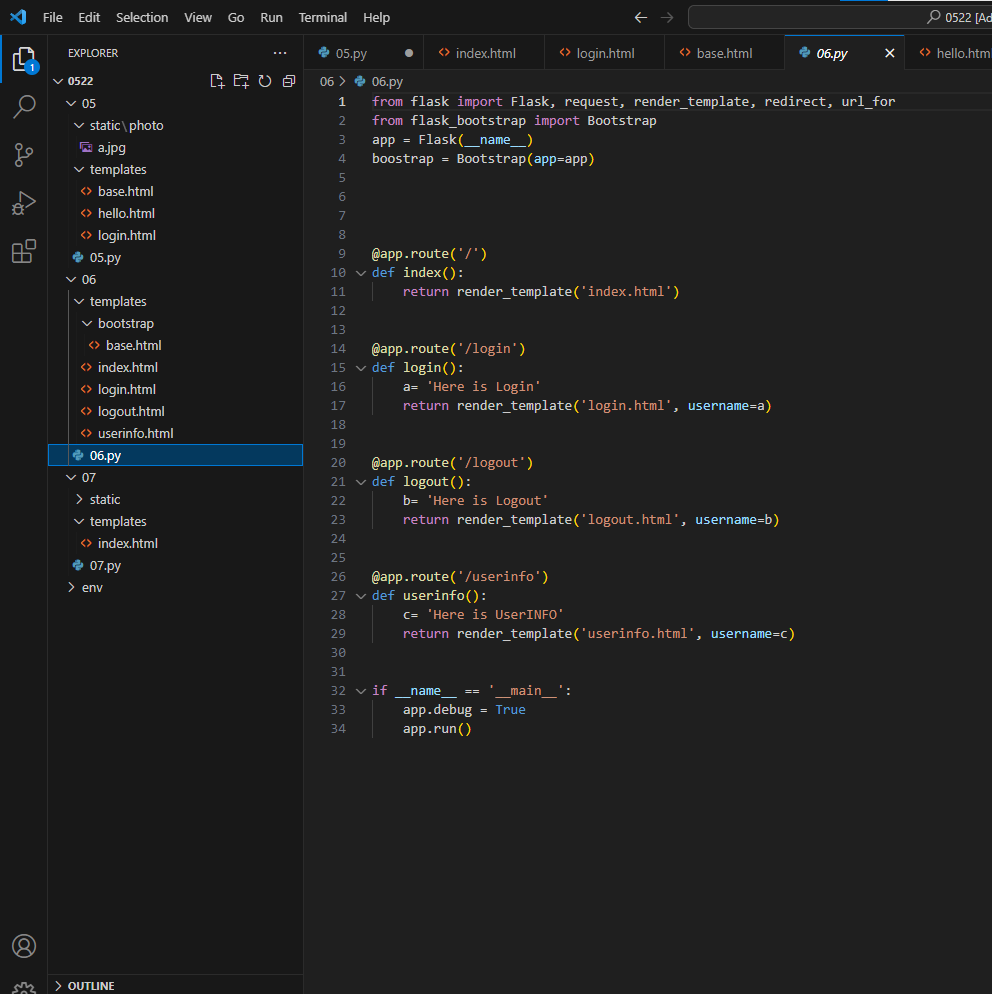 File Edit Selection View Go Run Terminal Help
0522 [Ad
EXPLORER
05.py
index.html
login.html
base.html
06.py
hello.htm
1
0522
05
static\photo
a.jpg
templates
base.html
hello.html
login.html
05.py
06
templates
bootstrap
base.html
index.html
login.html
logout.html
userinfo.html
06.py
07
static
templates
index.html
07.py
env
OUTLINE
06 > 06.py
1 from flask import Flask, request, render_template, redirect, url_for
2 from flask_bootstrap import Bootstrap
3 app = Flask(__name__)
4 boostrap = Bootstrap(app=app)
5
6
7
8
9 @app.route('/')
10 def index():
11 return render_template('index.html')
12
13
14 @app.route('/login')
15 def login():
16 a= 'Here is Login'
17 return render_template('login.html', username=a)
18
19
20 @app.route('/logout')
21 def logout():
22 b= 'Here is Logout'
23 return render_template('logout.html', username=b)
24
25
26 @app.route('/userinfo')
27 def userinfo():
28 c= 'Here is UserINFO'
29 return render_template('userinfo.html', username=c)
30
31
32 if __name__ == '__main__':
33 app.debug = True
34 app.run()